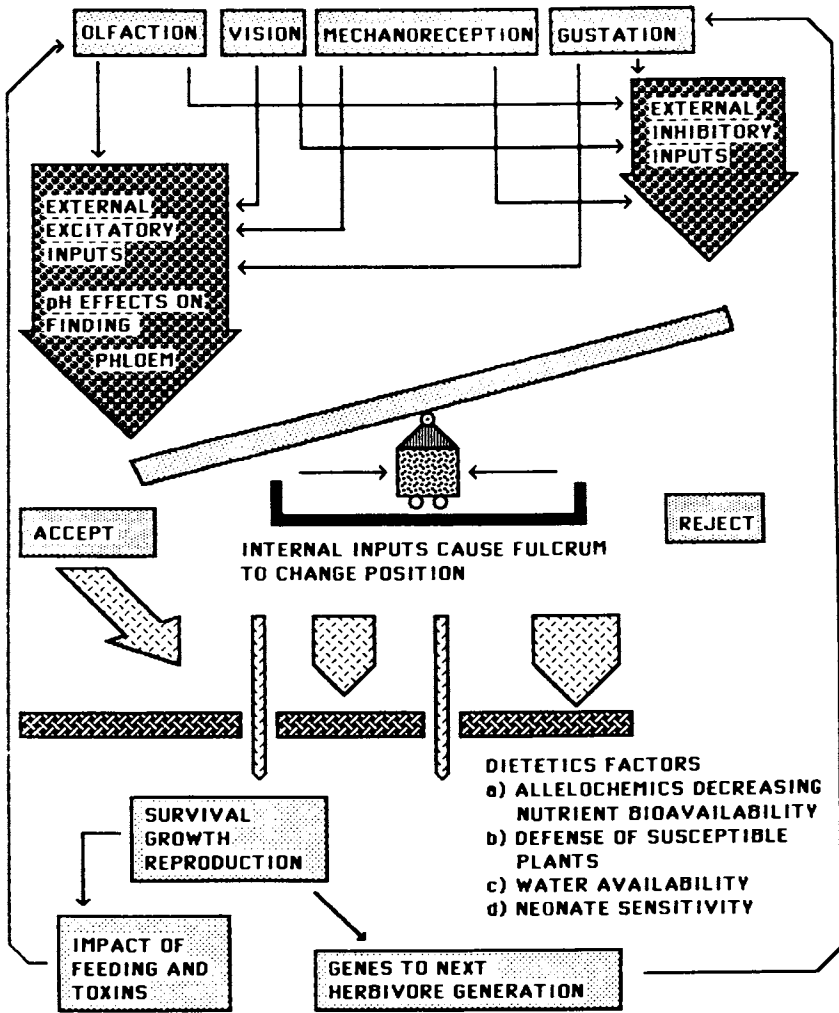 OLFACTION
VISION
MECHANORECEPTION
GUSTATION
EXTERNAL
INHIBITORY
INPUTS
EXTERNAL
EXCITATORY
INPUTS
pH EFFECTS ON
FINDING
PHLOEM
ACCEPT
REJECT
INTERNAL INPUTS CAUSE FULCRUM
TO CHANGE POSITION
DIETETICS FACTORS
a) ALLELOCHEMICS DECREASING
NUTRIENT BIOAVAILABILITY
b) DEFENSE OF SUSCEPTIBLE
PLANTS
c) WATER AVAILABILITY
d) NEONATE SENSITIVITY
SURVIVAL
GROWTH
REPRODUCTION
IMPACT OF
FEEDING AND
TOXINS
GENES TO NEXT
HERBIVORE GENERATION